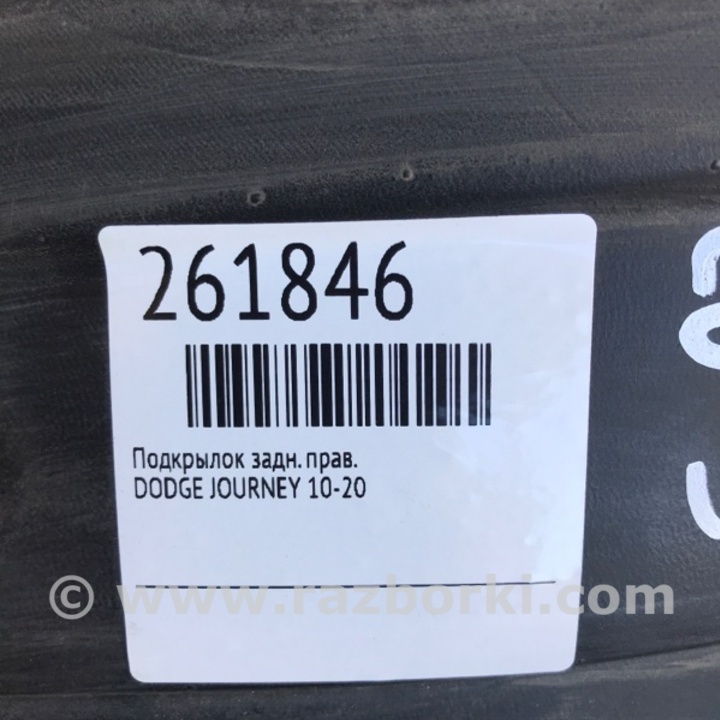 261846
Подкрылок задн. прав.
DODGE JOURNEY 10-20
© www.razborki.com